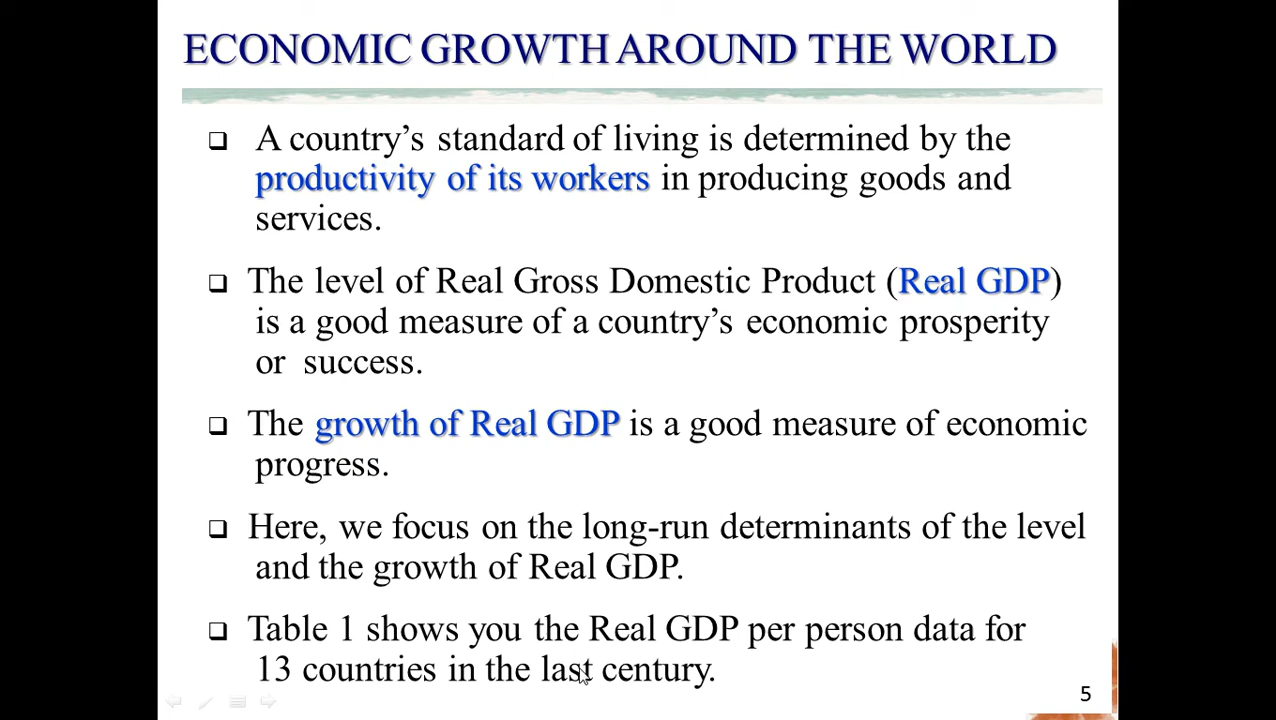 ECONOMIC GROWTH AROUND THE WORLD
A country's standard of living is determined by the
productivity of its workers in producing goods and
services.
The level of Real Gross Domestic Product (Real GDP)
is a good measure of a country's economic prosperity
or success.
The growth of Real GDP is a good measure of economic
progress.
Here, we focus on the long-run determinants of the level
and the growth of Real GDP.
Table 1 shows you the Real GDP per person data for
13 countries in the last century.
5